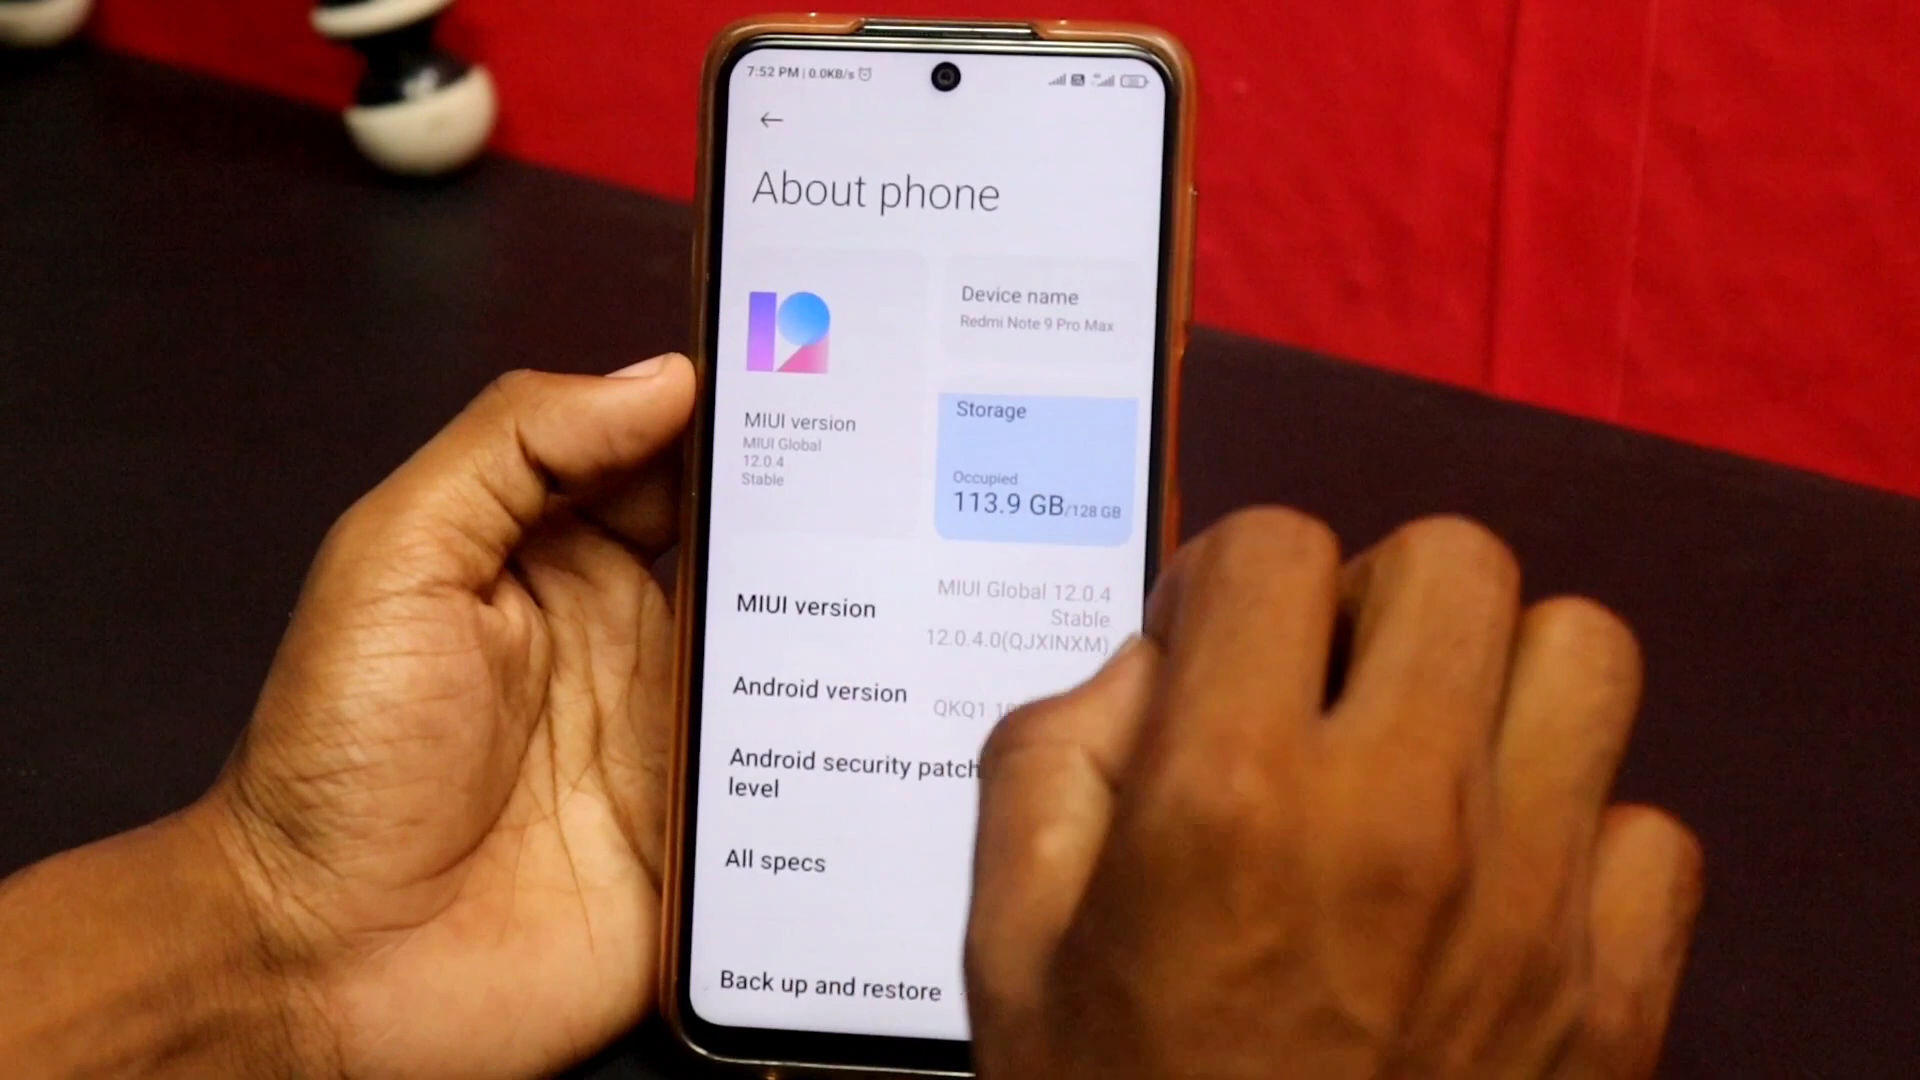 7:52 PM | 0.0KB/s
About phone
Device name
Redmi Note 9 Pro Max
MIUI version
MIUI Global
12.0.4
Stable
Storage
Occupied
113.9 GB/128 GB
MIUI version
MIUI Global 12.0.4
Stable
12.0.4.0(QJXINXM)
Android version
QKQ1
Android security patch
level
All specs
Back up and restore